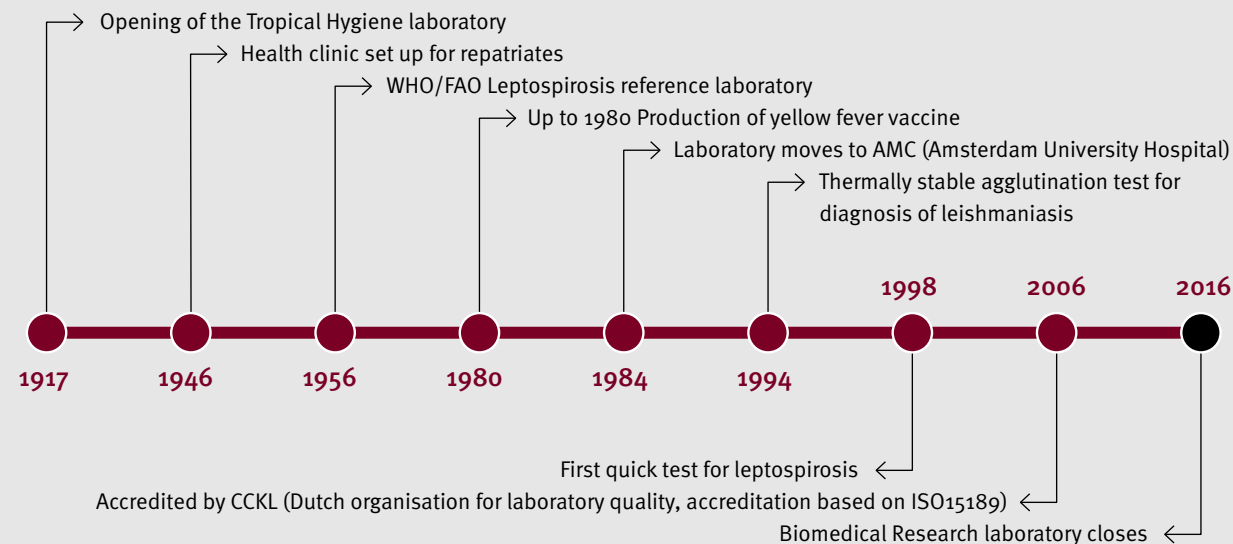 Opening of the Tropical Hygiene laboratory
Health clinic set up for repatriates
WHO/FAO Leptospirosis reference laboratory
Up to 1980 Production of yellow fever vaccine
Laboratory moves to AMC (Amsterdam University Hospital)
Thermally stable agglutination test for
diagnosis of leishmaniasis
1998 2006 2016
1917 1946 1956 1980 1984 1994
First quick test for leptospirosis
Accredited by CCKL (Dutch organisation for laboratory quality, accreditation based on ISO15189)
Biomedical Research laboratory closes